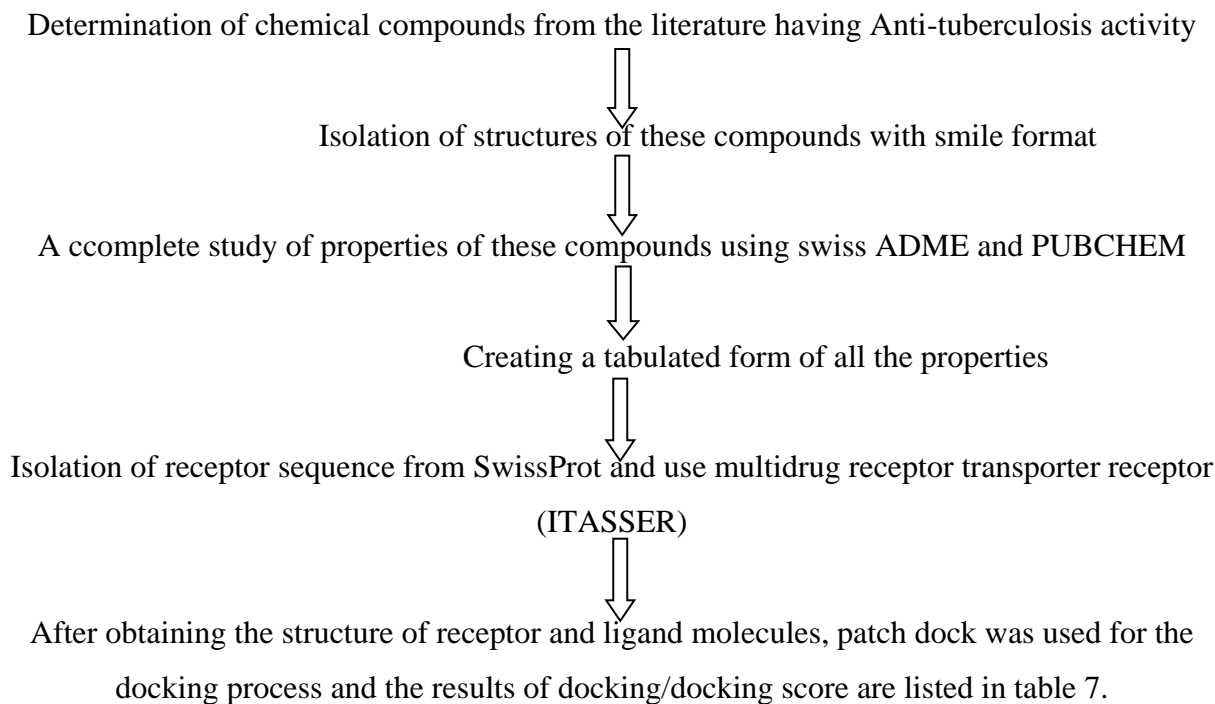 Determination of chemical compounds from the literature having Anti-tuberculosis activity
Isolation of structures of these compounds with smile format
A ccomplete study of properties of these compounds using swiss ADME and PUBCHEM
Creating a tabulated form of all the properties
Isolation of receptor sequence from SwissProt and use multidrug receptor transporter receptor
(ITASSER)
After obtaining the structure of receptor and ligand molecules, patch dock was used for the
docking process and the results of docking/docking score are listed in table 7.